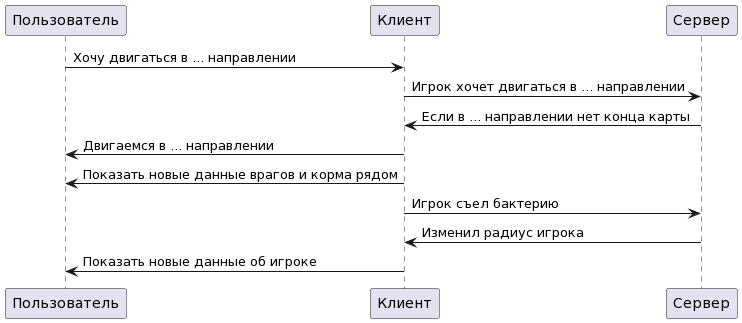 Пользователь
Клиент
Сервер
Хочу двигаться в ... направлении
Игрок хочет двигаться в ... направлении
Если в ... направлении нет конца карты
Двигаемся в ... направлении
Показать новые данные врагов и корма рядом
Игрок съел бактерию
Изменил радиус игрока
Показать новые данные об игроке
Пользователь
Клиент
Сервер